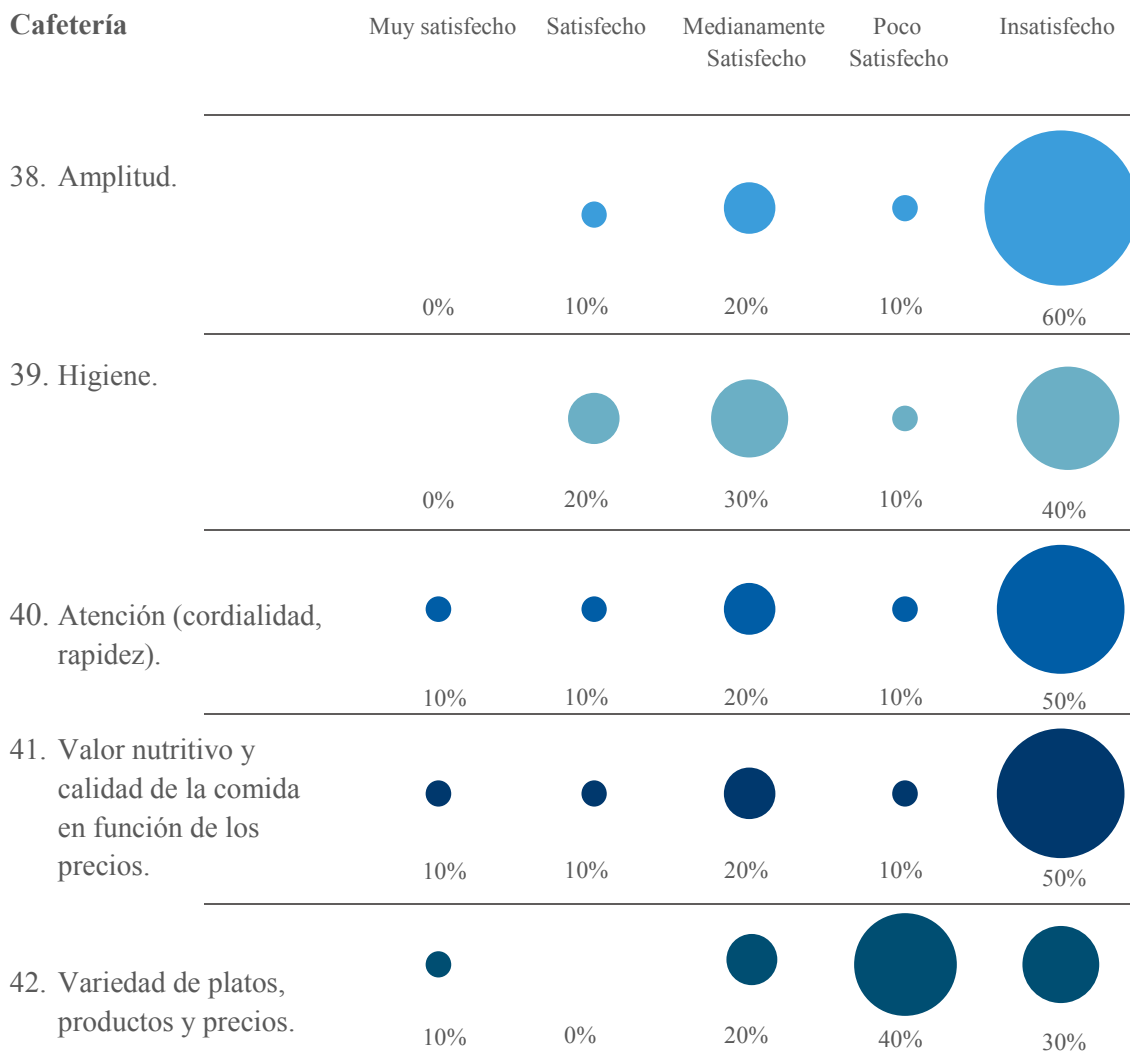 Cafetería Muy satisfecho Satisfecho Medianamente Satisfecho Poco Satisfecho Insatisfecho
38. Amplitud.
0% 10% 20% 10% 60%
39. Higiene.
0% 20% 30% 10% 40%
40. Atención (cordialidad,
rapidez).
10% 10% 20% 10% 50%
41. Valor nutritivo y
calidad de la comida
en función de los
precios.
10% 10% 20% 10% 50%
42. Variedad de platos,
productos y precios.
10% 0% 20% 40% 30%